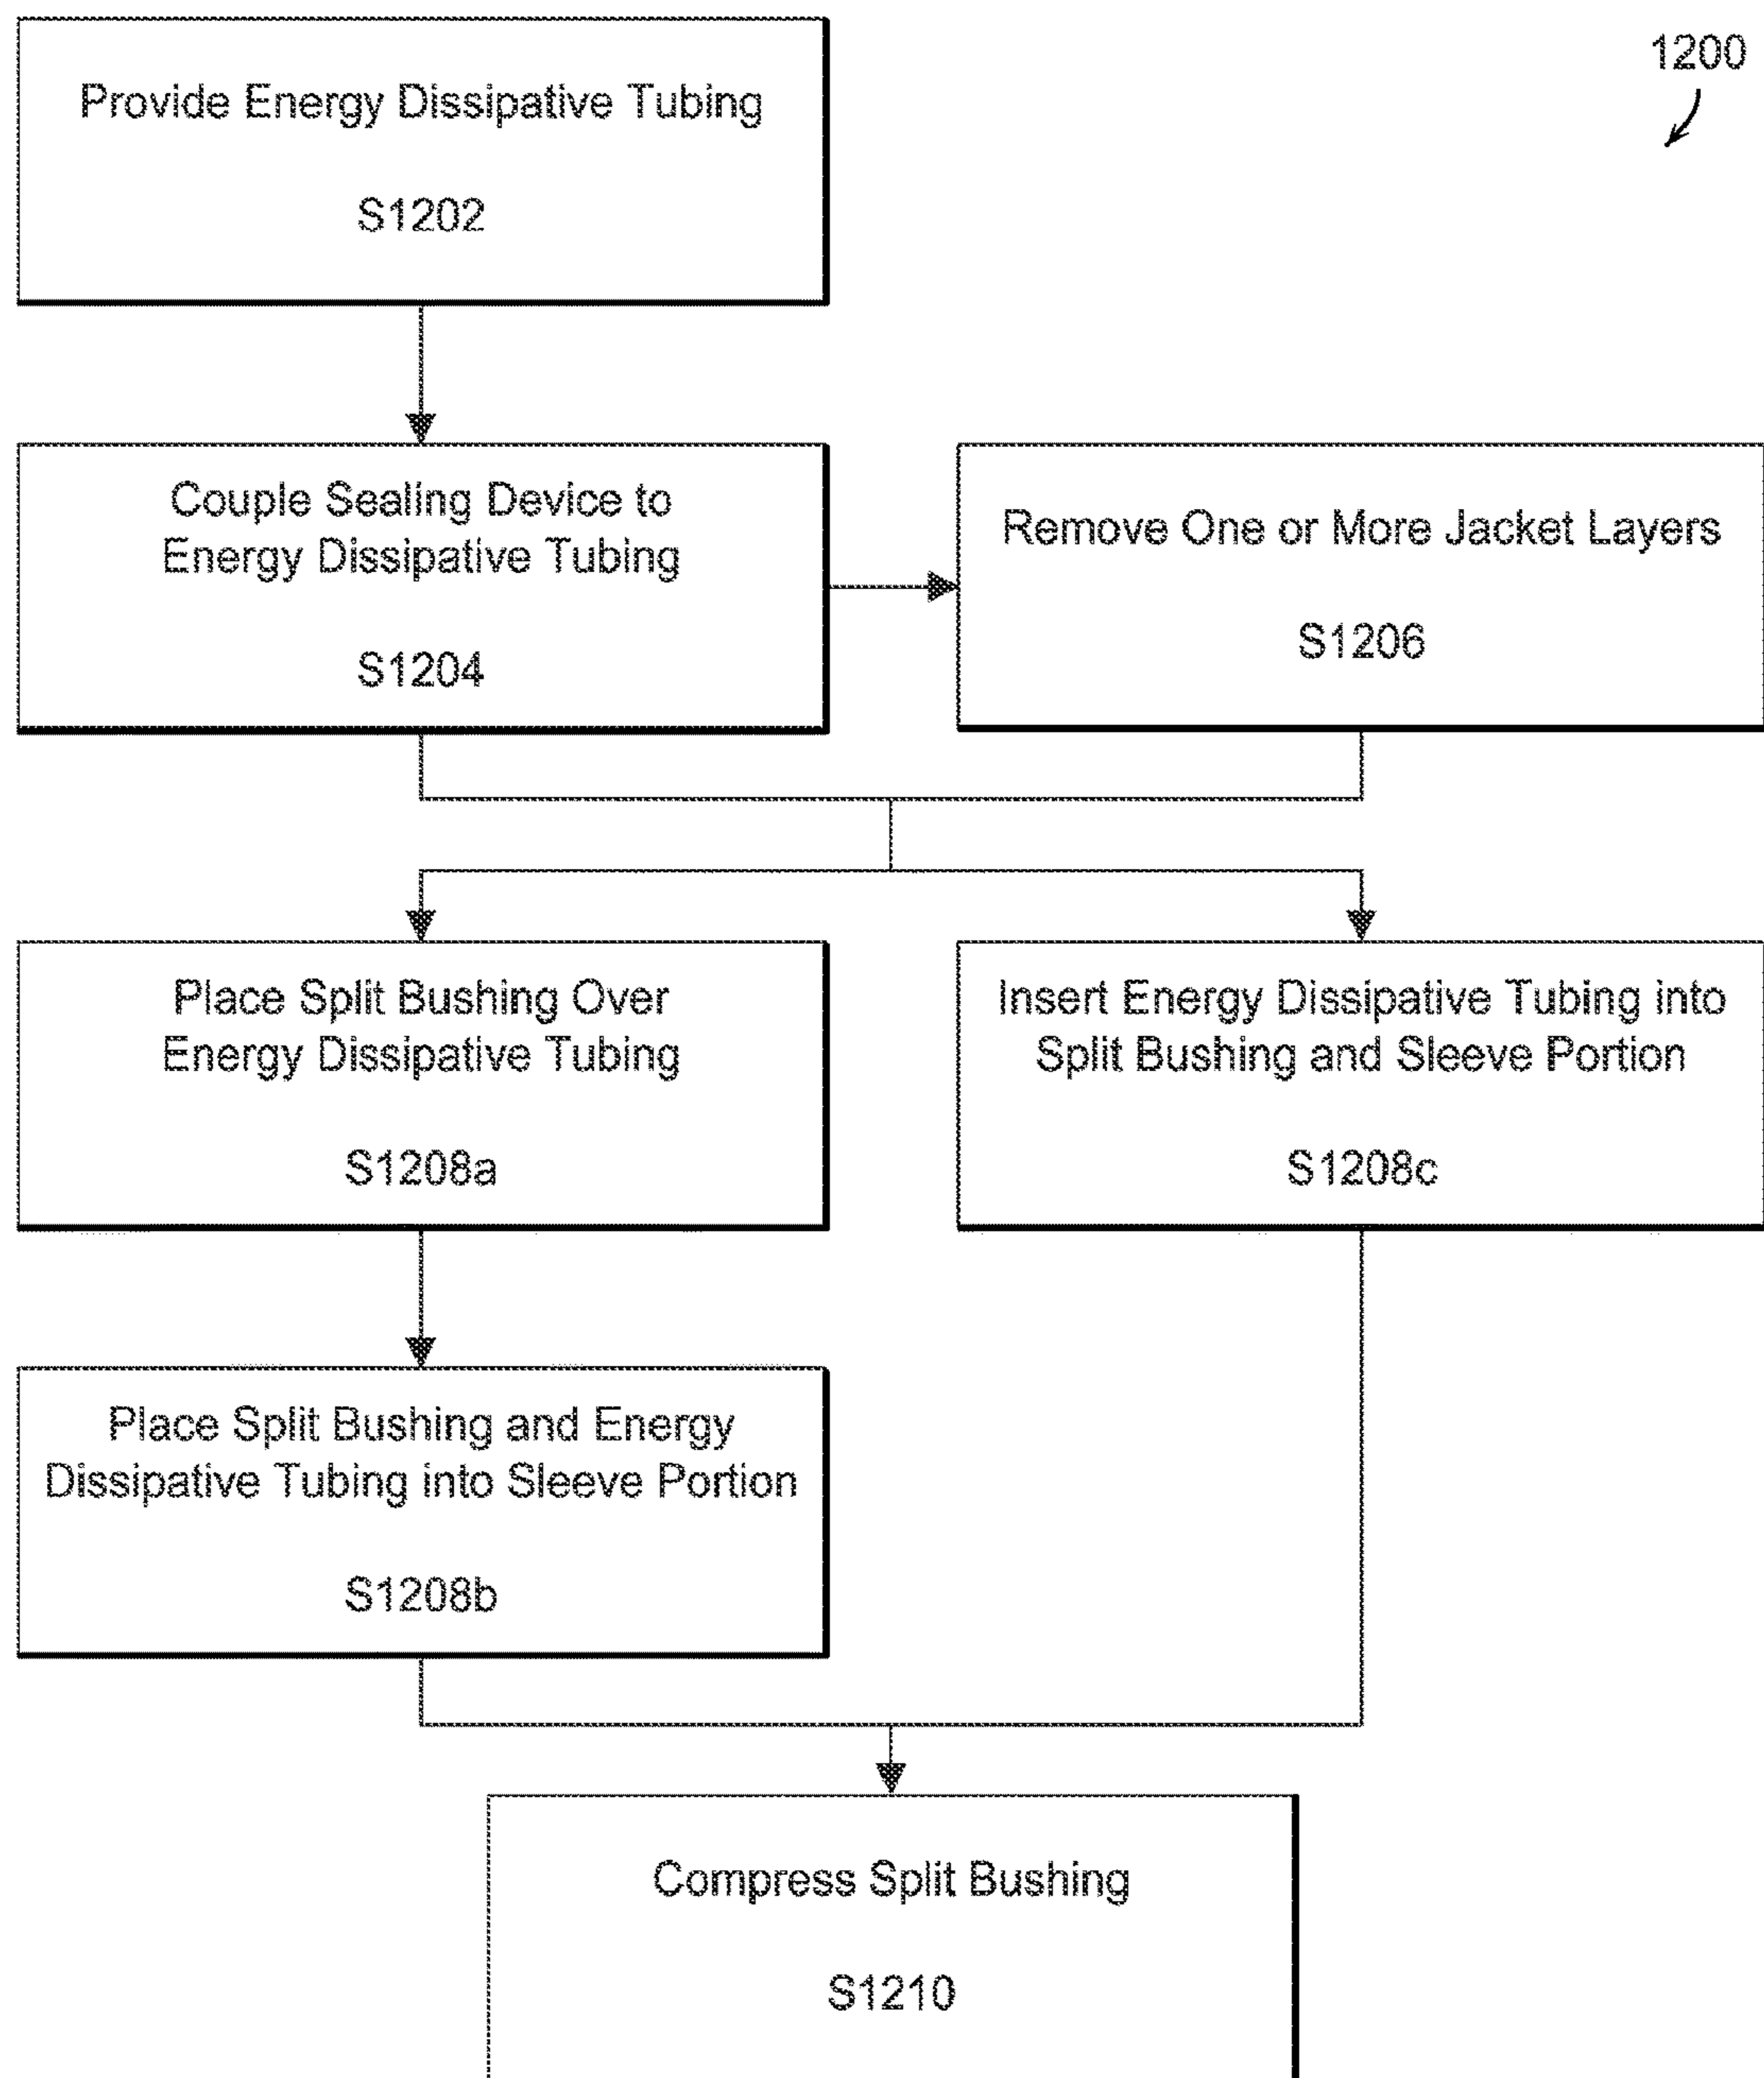 1200
Provide Energy Dissipative Tubing
S1202
Couple Sealing Device to
Energy Dissipative Tubing
S1204
Remove One or More Jacket Layers
S1206
Place Split Bushing Over
Energy Dissipative Tubing
S1208a
Insert Energy Dissipative Tubing into
Split Bushing and Sleeve Portion
S1208c
Place Split Bushing and Energy
Dissipative Tubing into Sleeve Portion
S1208b
Compress Split Bushing
S1210